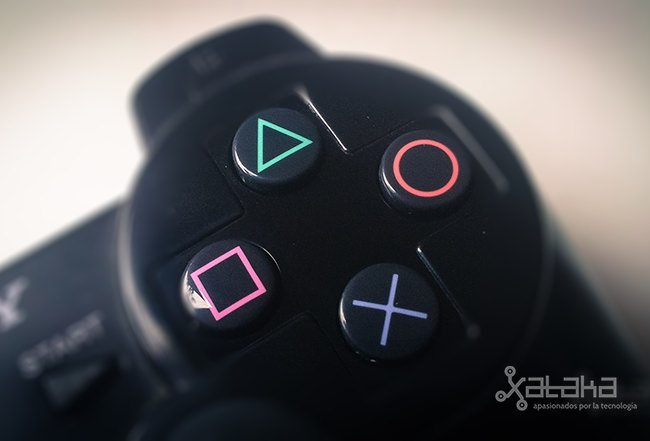 START
xataka
apasionados por la tecnología